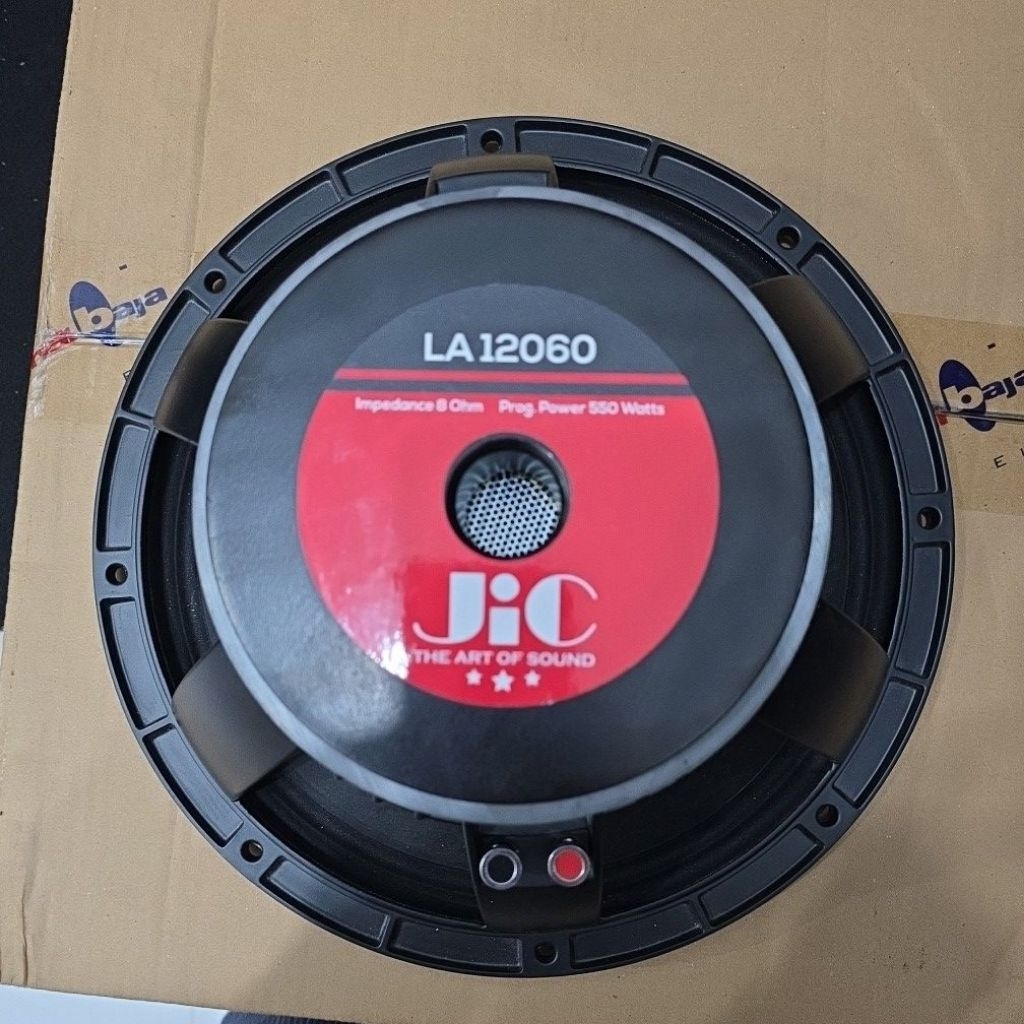 LA 12060
Impedance 8 Ohm Prog. Power 550 Watts
JiC
THE ART OF SOUND
baja
baja